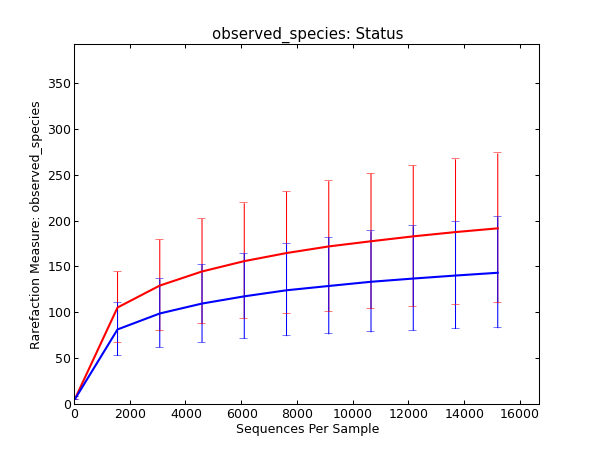 observed_species: Status
Rarefaction Measure: observed_species
350
300
250
200
150
100
50
0
0 2000 4000 6000 8000 10000 12000 14000 16000
Sequences Per Sample